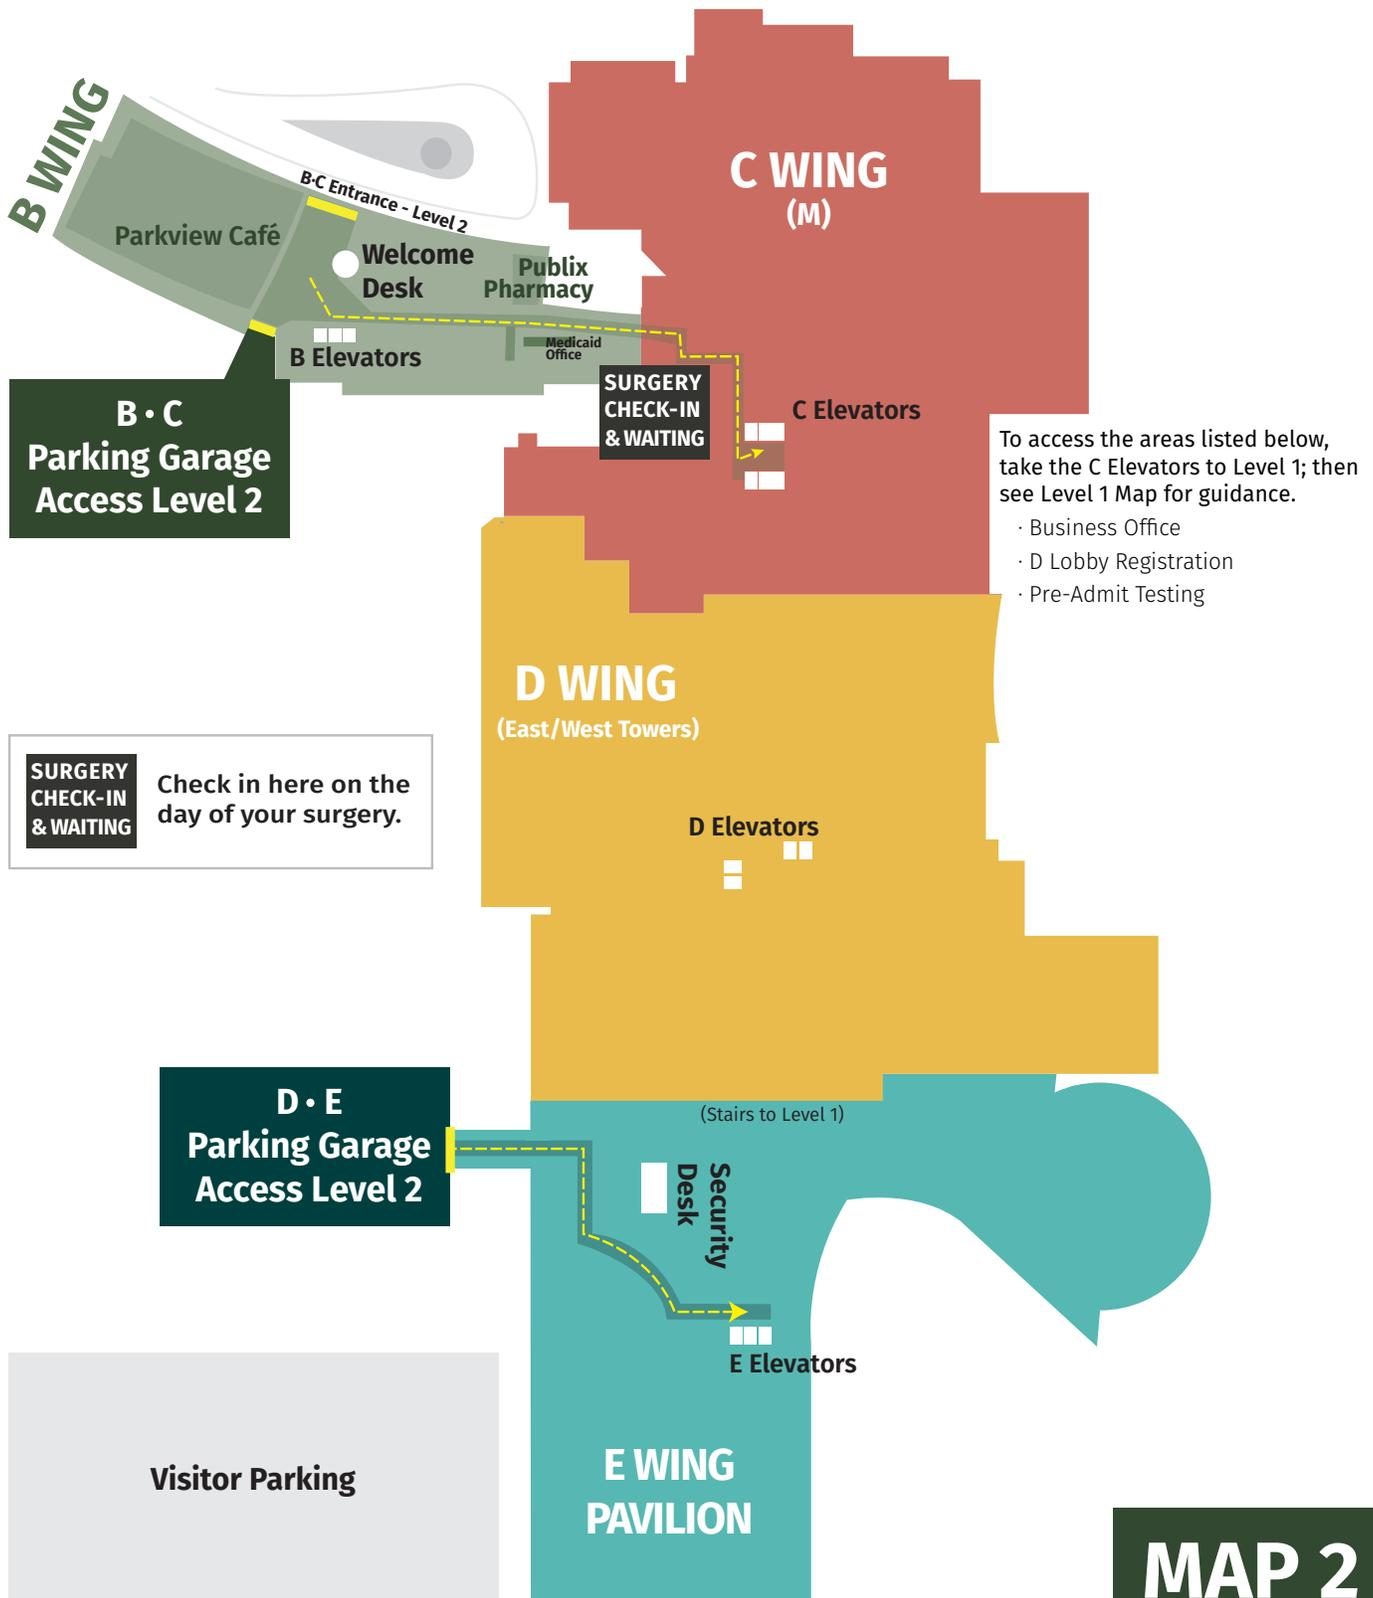 B WING
C WING
(M)
B·C Entrance - Level 2
Parkview Café
Welcome
Desk
Publix
Pharmacy
B Elevators
Medicaid
Office
B · C
Parking Garage
Access Level 2
SURGERY
CHECK-IN
& WAITING
C Elevators
To access the areas listed below,
take the C Elevators to Level 1; then
see Level 1 Map for guidance.
· Business Office
· D Lobby Registration
· Pre-Admit Testing
D WING
(East/West Towers)
SURGERY
CHECK-IN
& WAITING
Check in here on the
day of your surgery.
D Elevators
D · E
Parking Garage
Access Level 2
(Stairs to Level 1)
Security
Desk
E Elevators
Visitor Parking
E WING
PAVILION
MAP 2